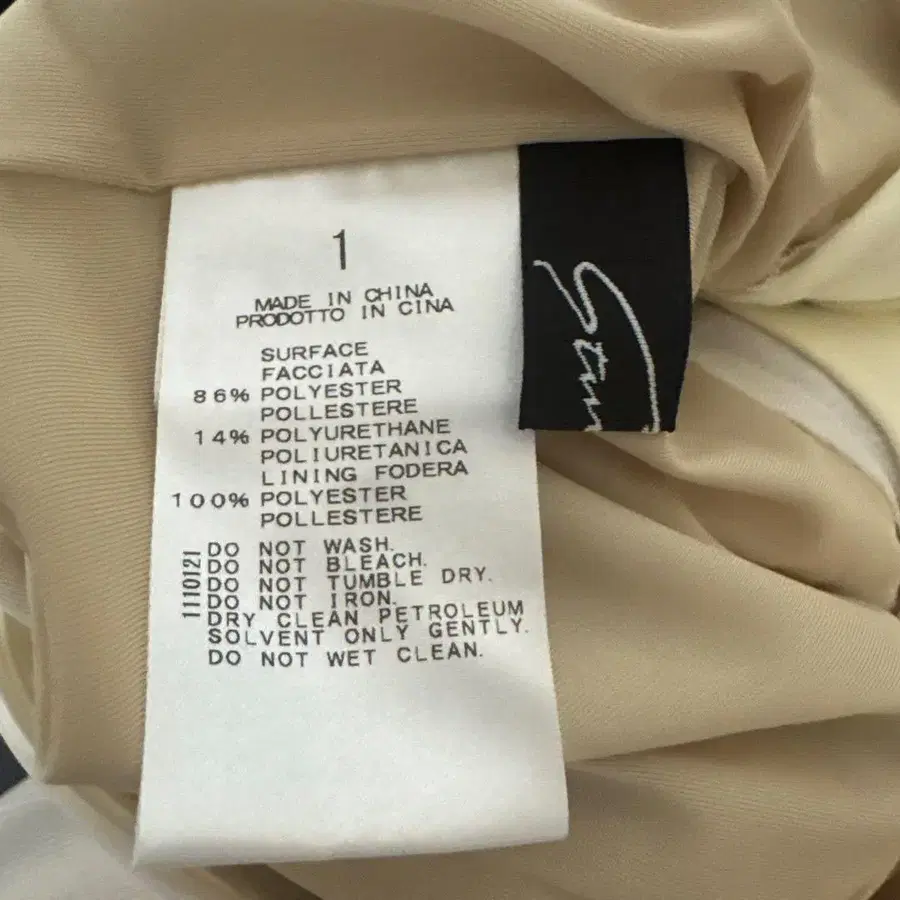 1
MADE IN CHINA
PRODOTTO IN CINA
SURFACE
FACCIATA
86% POLYESTER
POLLESTERE
14% POLYURETHANE
POLIURETANICA
LINING FODERA
100% POLYESTER
POLLESTERE
DO NOT WASH.
DO NOT BLEACH.
DO NOT TUMBLE DRY.
DO NOT IRON.
DRY CLEAN PETROLEUM
SOLVENT ONLY GENTLY.
DO NOT WET CLEAN.
1110121